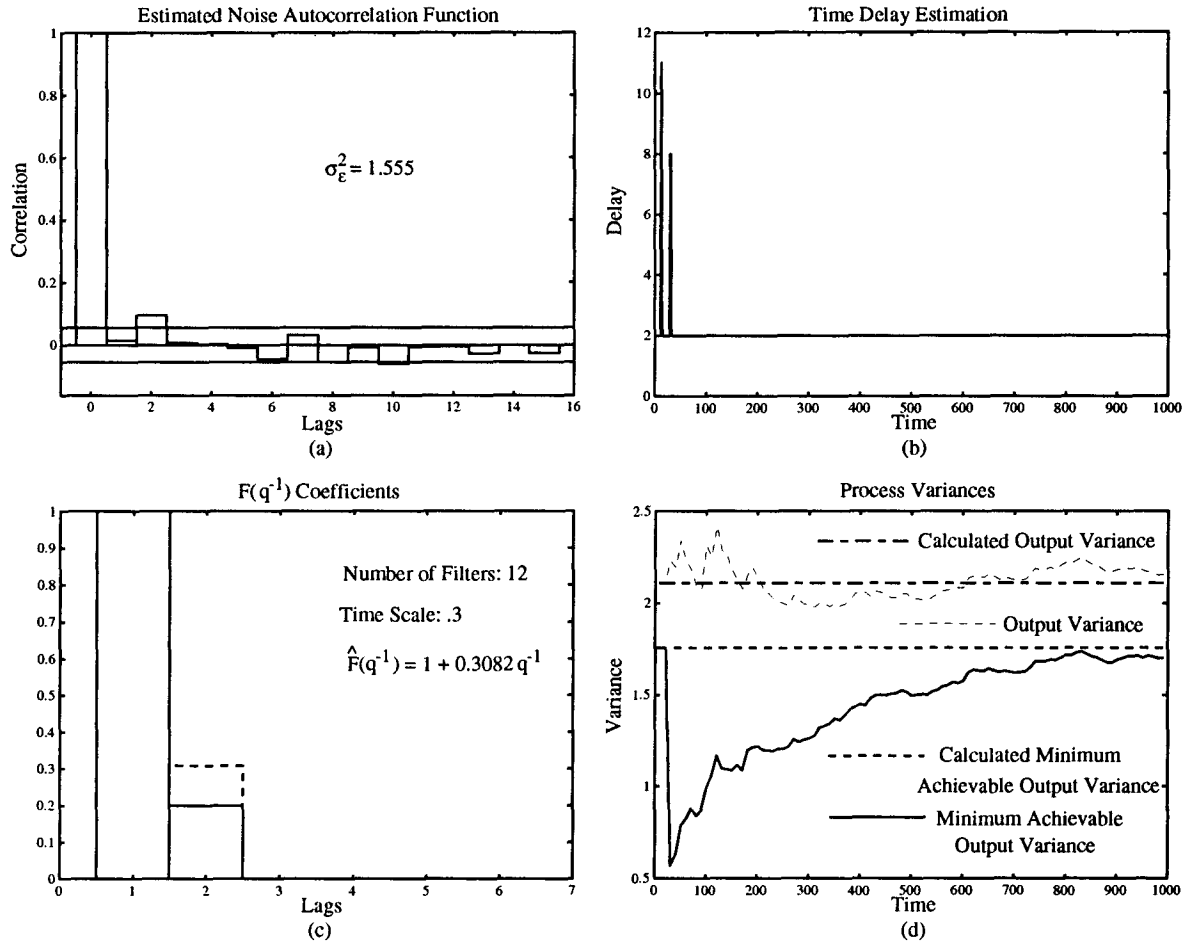 Estimated Noise Autocorrelation Function
1
0.8
0.6
0.4
0.2
0
Correlation
σ²_ε = 1.555
0 2 4 6 8 10 12 14 16
Lags
(a)
Time Delay Estimation
12
10
8
6
4
2
0
Delay
0 100 200 300 400 500 600 700 800 900 1000
Time
(b)
F(q⁻¹) Coefficients
1
0.9
0.8
0.7
0.6
0.5
0.4
0.3
0.2
0.1
0
Number of Filters: 12
Time Scale: .3
F̂(q⁻¹) = 1 + 0.3082 q⁻¹
0 1 2 3 4 5 6 7
Lags
(c)
Process Variances
2.5
2
1.5
1
0.5
Variance
Calculated Output Variance
Output Variance
Calculated Minimum
Achievable Output Variance
Minimum Achievable
Output Variance
0 100 200 300 400 500 600 700 800 900 1000
Time
(d)